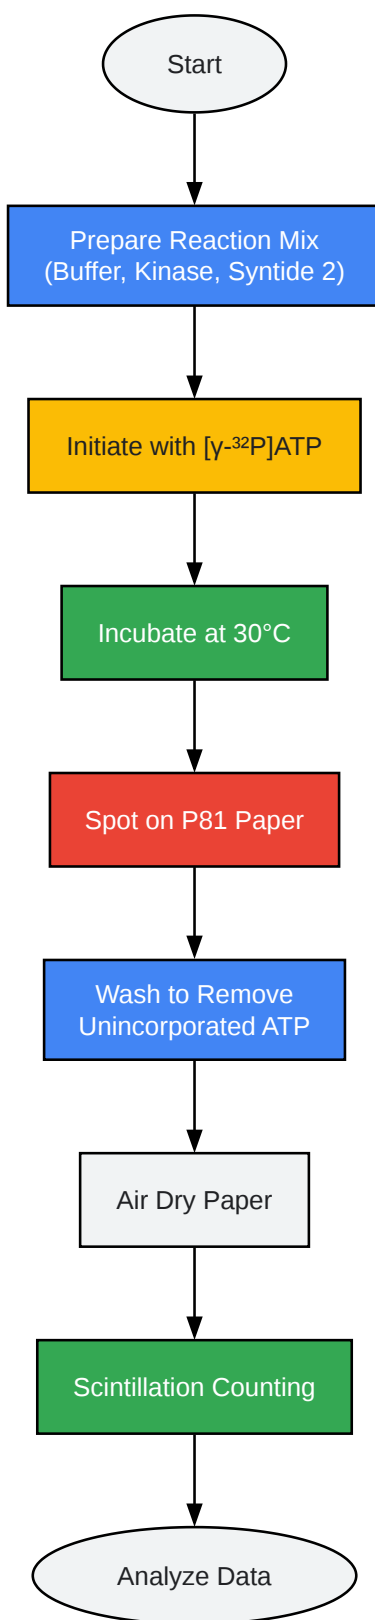 Start
Prepare Reaction Mix
(Buffer, Kinase, Syntide 2)
Initiate with [γ-³²P]ATP
Incubate at 30°C
Spot on P81 Paper
Wash to Remove
Unincorporated ATP
Air Dry Paper
Scintillation Counting
Analyze Data